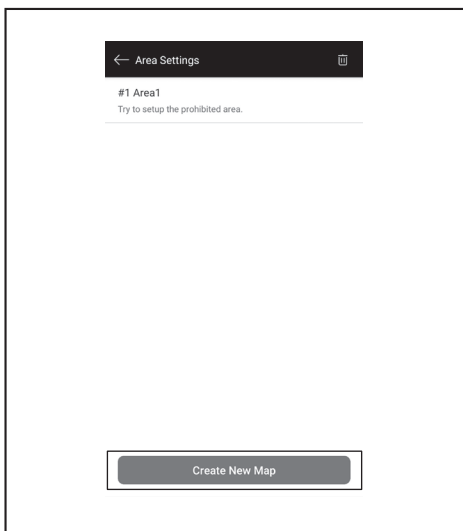 Area Settings
#1 Area1
Try to setup the prohibited area.
Create New Map